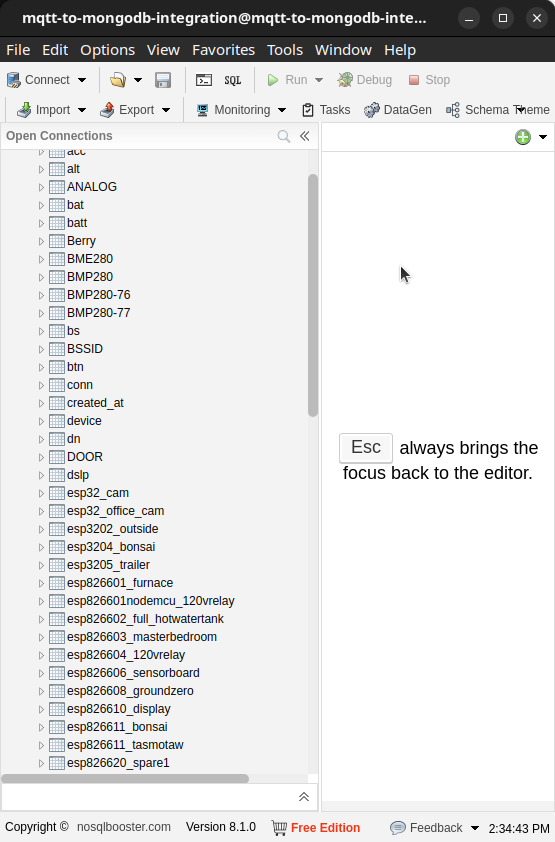 mqtt-to-mongodb-integration@mqtt-to-mongodb-inte...
File Edit Options View Favorites Tools Window Help
Connect SQL Run Debug Stop
Import Export Monitoring Tasks DataGen Schema Theme
Open Connections
acc
alt
ANALOG
bat
batt
Berry
BME280
BMP280
BMP280-76
BMP280-77
bs
BSSID
btn
conn
created_at
device
dn
DOOR
dslp
esp32_cam
esp32_office_cam
esp3202_outside
esp3204_bonsai
esp3205_trailer
esp826601_furnace
esp826601nodemcu_120vrelay
esp826602_full_hotwatertank
esp826603_masterbedroom
esp826604_120vrelay
esp826606_sensorboard
esp826608_groundzero
esp826610_display
esp826611_bonsai
esp826611_tasmotaw
esp826620_spare1
Esc always brings the
focus back to the editor.
Copyright © nosqlbooster.com Version 8.1.0 Free Edition Feedback 2:34:43 PM